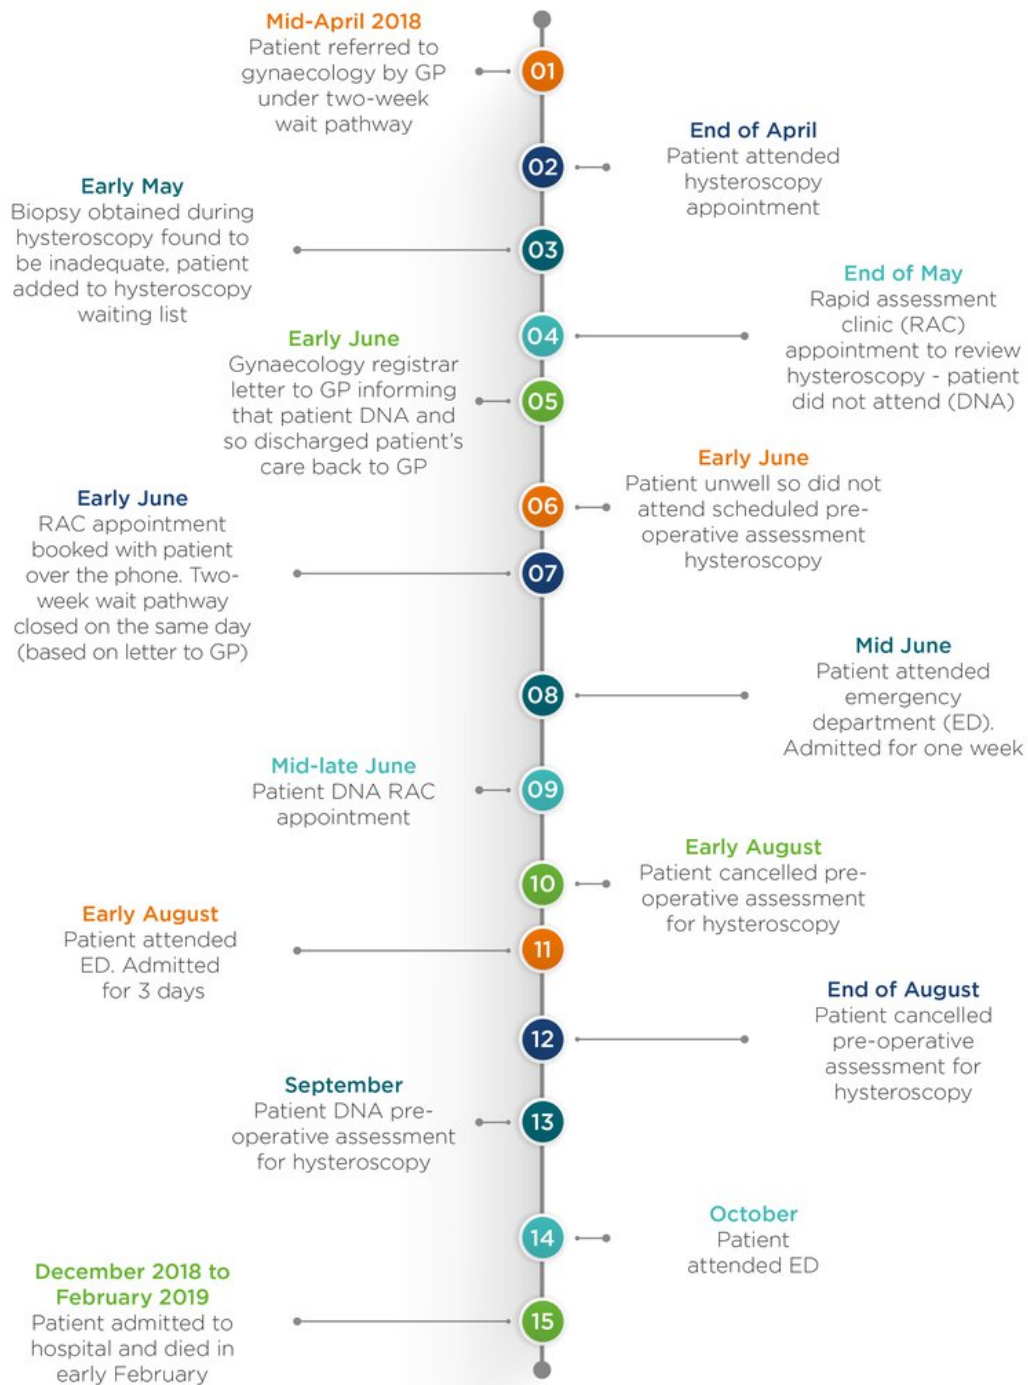 Mid-April 2018
Patient referred to
gynaecology by GP
under two-week
wait pathway
01
End of April
Patient attended
hysteroscopy
appointment
02
Early May
Biopsy obtained during
hysteroscopy found to
be inadequate, patient
added to hysteroscopy
waiting list
03
End of May
Rapid assessment
clinic (RAC)
appointment to review
hysteroscopy - patient
did not attend (DNA)
04
Early June
Gynaecology registrar
letter to GP informing
that patient DNA and
so discharged patient's
care back to GP
05
Early June
Patient unwell so did not
attend scheduled pre-
operative assessment
hysteroscopy
06
Early June
RAC appointment
booked with patient
over the phone. Two-
week wait pathway
closed on the same day
(based on letter to GP)
07
Mid June
Patient attended
emergency
department (ED).
Admitted for one week
08
Mid-late June
Patient DNA RAC
appointment
09
Early August
Patient cancelled pre-
operative assessment
for hysteroscopy
10
Early August
Patient attended
ED. Admitted
for 3 days
11
End of August
Patient cancelled
pre-operative
assessment for
hysteroscopy
12
September
Patient DNA pre-
operative assessment
for hysteroscopy
13
October
Patient
attended ED
14
December 2018 to
February 2019
Patient admitted to
hospital and died in
early February
15